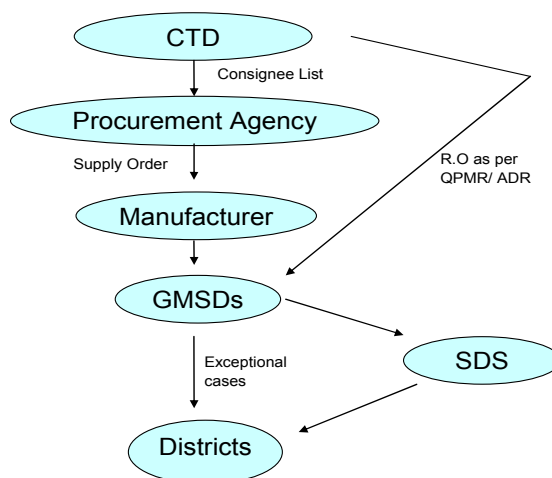 CTD
Consignee List
Procurement Agency
Supply Order
R.O as per
QPMR/ ADR
Manufacturer
GMSDs
Exceptional
cases
SDS
Districts